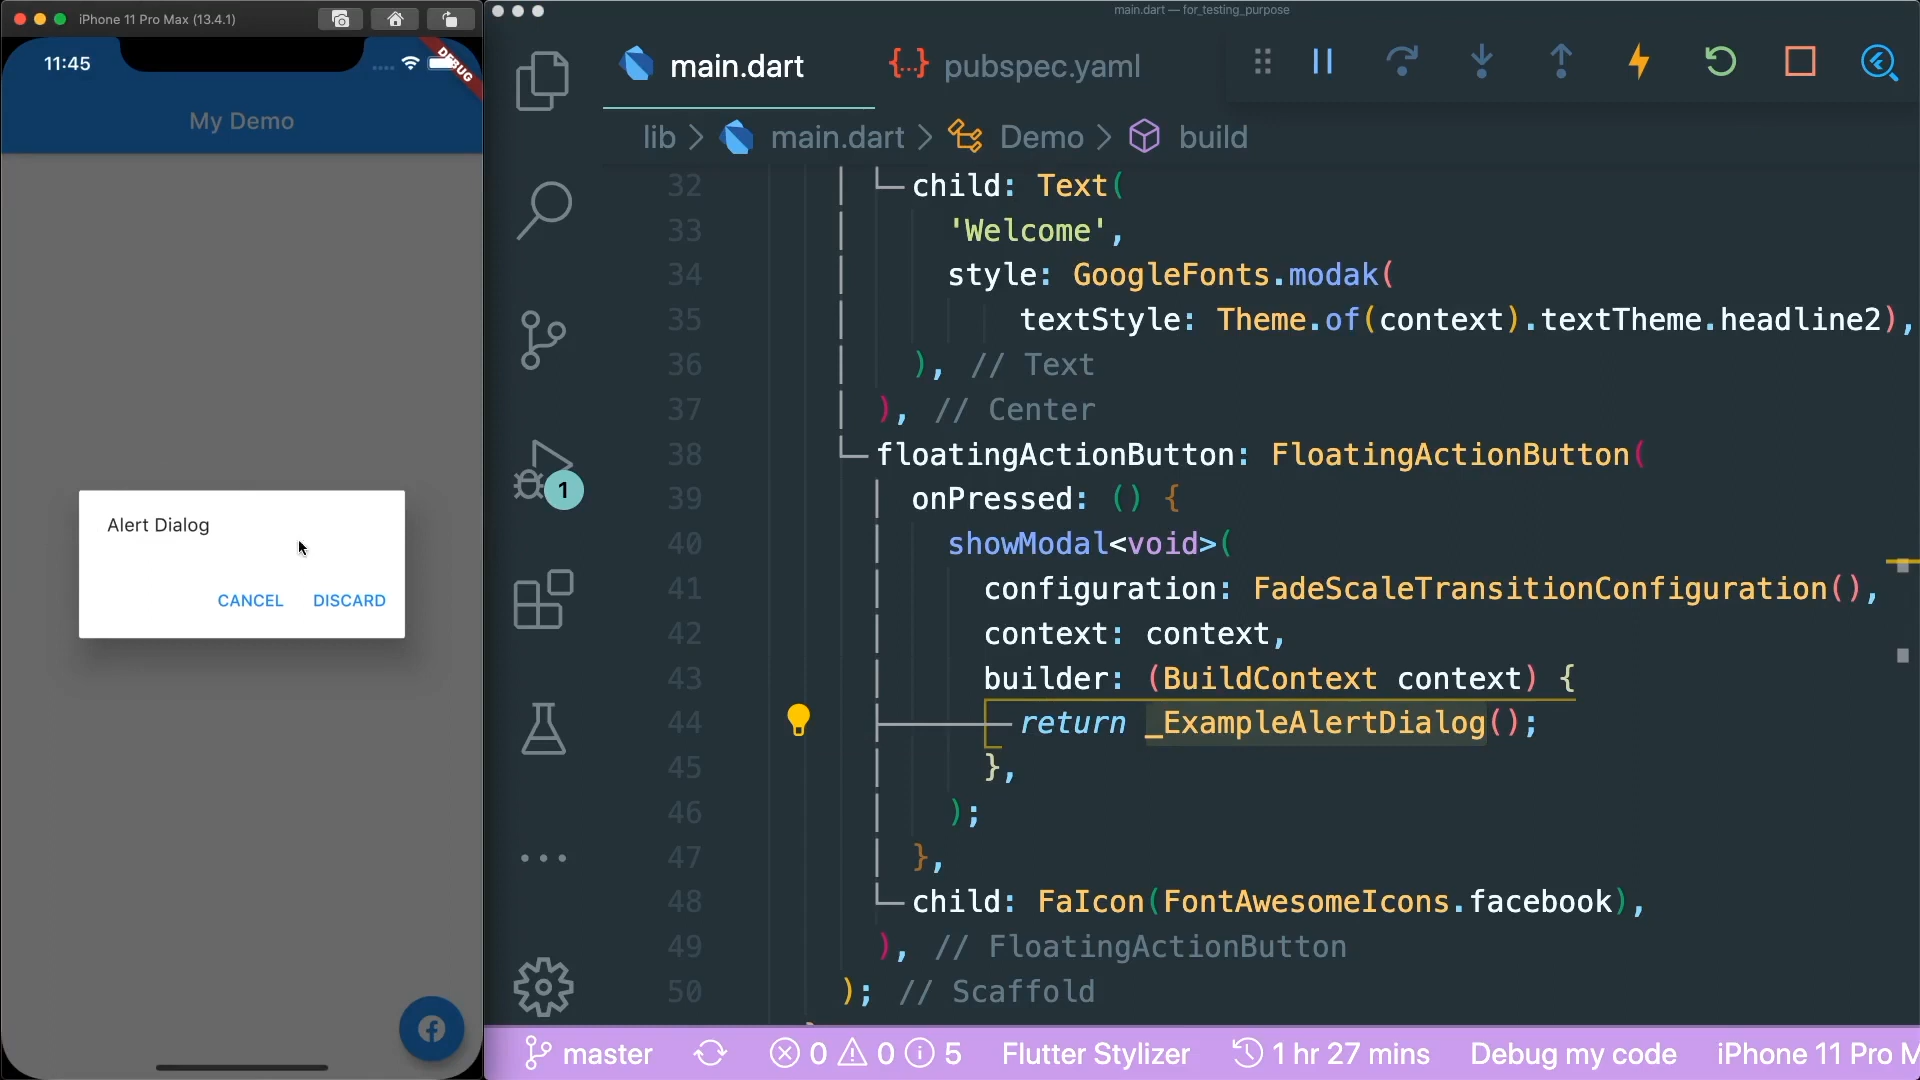 iPhone 11 Pro Max (13.4.1)
11:45
DEBUG
My Demo
Alert Dialog
CANCEL DISCARD
main.dart — for_testing_purpose
main.dart {...} pubspec.yaml
lib > main.dart > Demo > build
32 child: Text(
33 'Welcome',
34 style: GoogleFonts.modak(
35 textStyle: Theme.of(context).textTheme.headline2),
36 ), // Text
37 ), // Center
38 floatingActionButton: FloatingActionButton(
39 onPressed: () {
40 showModal<void>(
41 configuration: FadeScaleTransitionConfiguration(),
42 context: context,
43 builder: (BuildContext context) {
44 return _ExampleAlertDialog();
45 },
46 );
47 },
48 child: FaIcon(FontAwesomeIcons.facebook),
49 ), // FloatingActionButton
50 ); // Scaffold
1
master 0 0 5 Flutter Stylizer 1 hr 27 mins Debug my code iPhone 11 Pro M